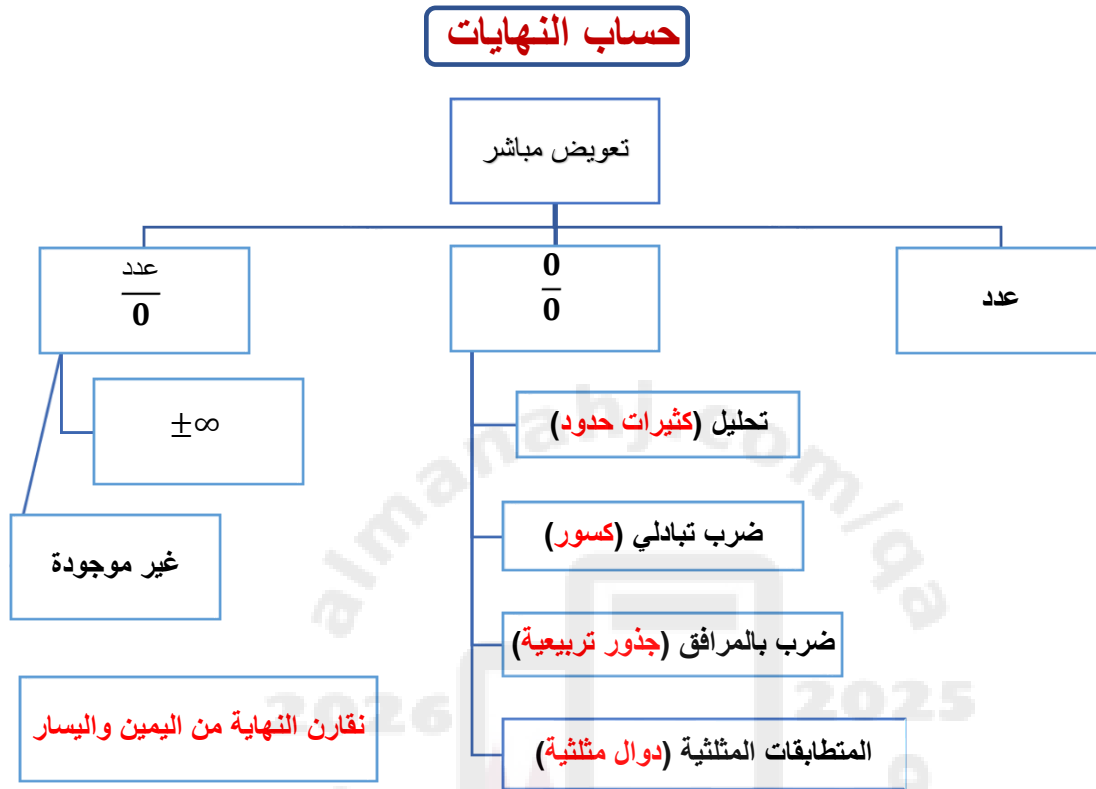 حساب النهايات
تعويض مباشر
عدد
0
0
عدد
0
تحليل (كثيرات حدود)
±∞
ضرب تبادلي (كسور)
غير موجودة
ضرب بالمرافق (جذور تربيعية)
نقارن النهاية من اليمين واليسار
المتطابقات المثلثية (دوال مثلثية)
almanahj.com/qa
2026
2025